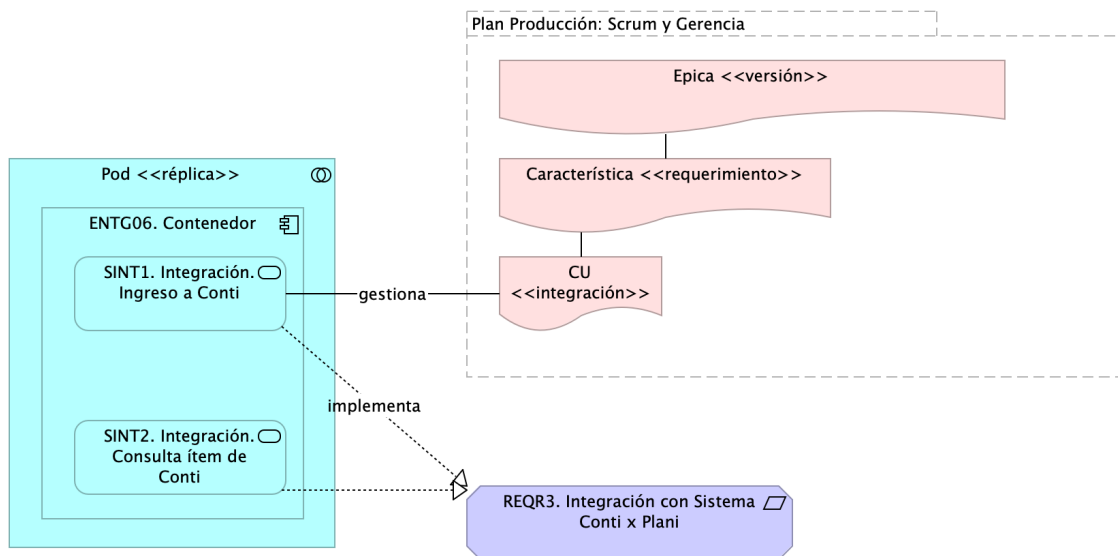 Plan Producción: Scrum y Gerencia
Epica <<versión>>
Pod <<réplica>>
Característica <<requerimiento>>
ENTG06. Contenedor
SINT1. Integración.
Ingreso a Conti
gestiona
CU
<<integración>>
implementa
SINT2. Integración.
Consulta ítem de
Conti
REQR3. Integración con Sistema
Conti x Plani